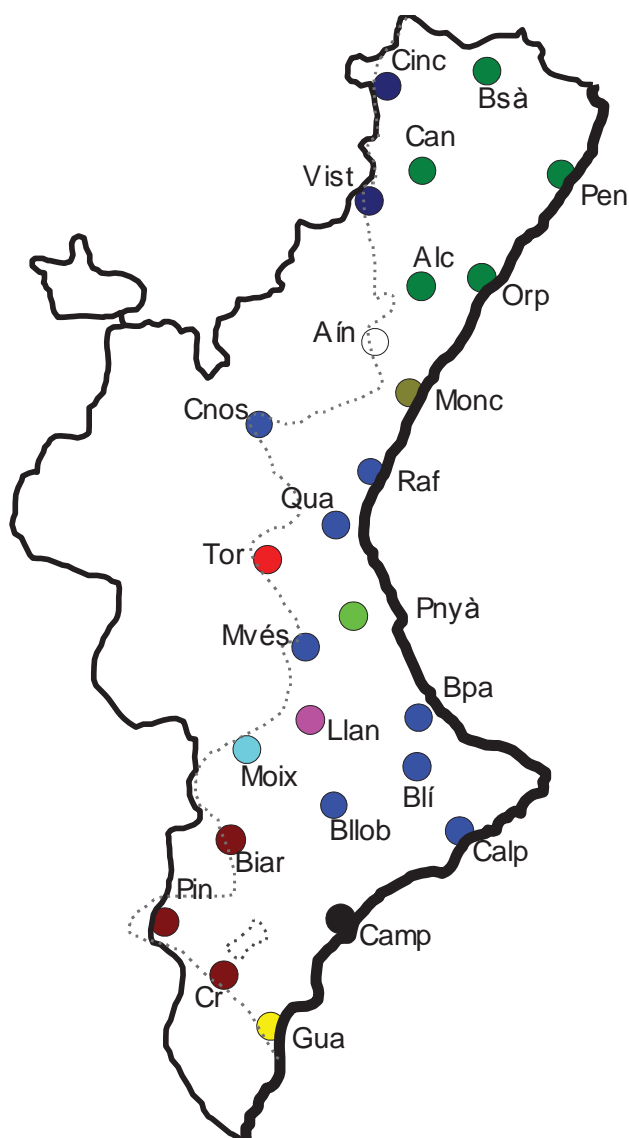 Cinc
Bsà
Can
Vist
Pen
Alc
Orp
Aín
Monc
Cnos
Raf
Qua
Tor
Pnyà
Mvés
Bpa
Llan
Moix
Blí
Bllob
Calp
Biar
Pin
Camp
Cr
Gua